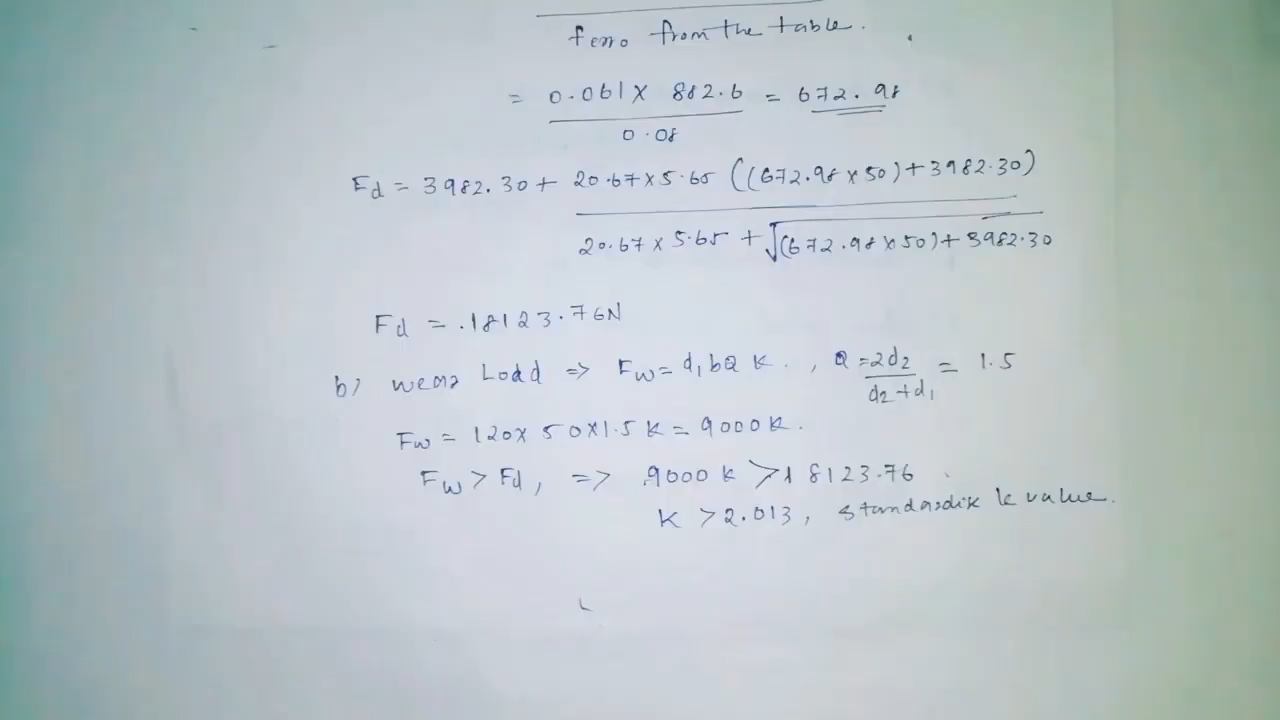 ferro from the table.
= 0.061 x 882.6 / 0.08 = 672.98
Fd = 3982.30 + 20.67 x 5.65 ((672.98 x 50) + 3982.30) / 20.67 x 5.65 + √(672.98 x 50) + 3982.30
Fd = .18123.76N
b) wear Load => Fw = d1 b Q K. , Q = 2d2 / d2 + d1 = 1.5
Fw = 120 x 50 x 1.5 K = 9000 K.
Fw > Fd, => 9000 K > 18123.76
K > 2.013, standardix k value.